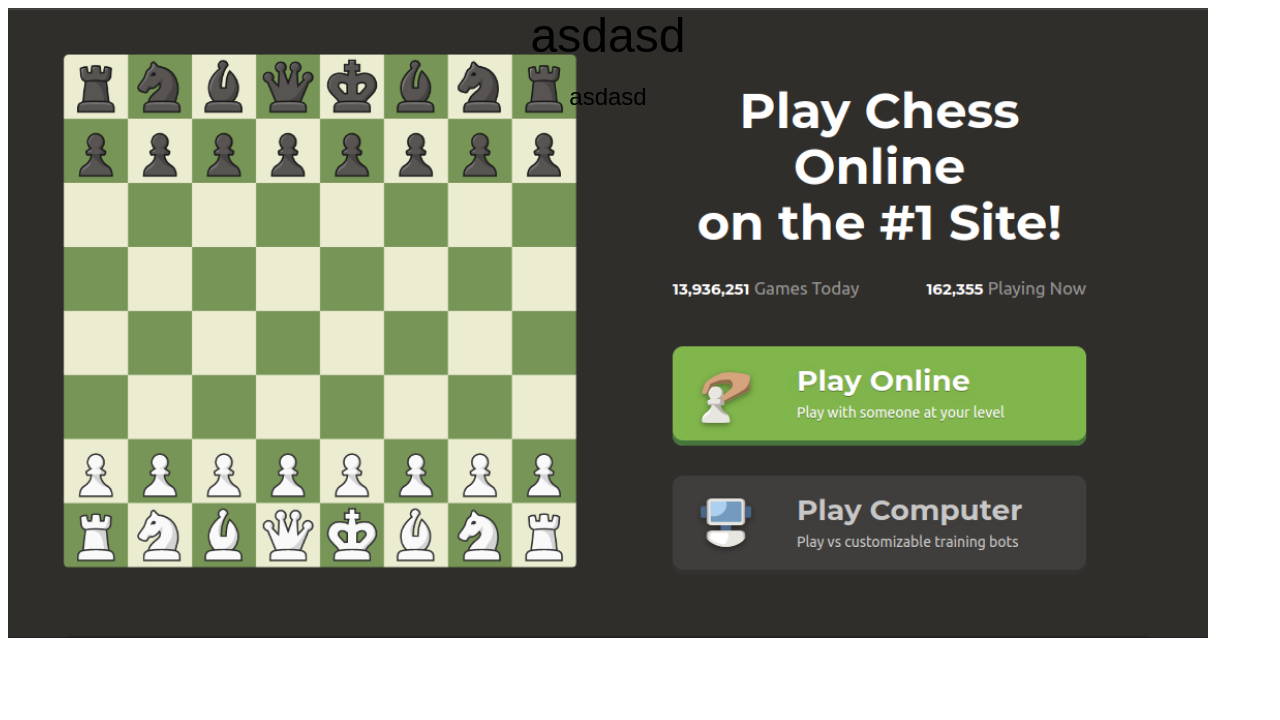 asdasd
asdasd
Play Chess
Online
on the #1 Site!
13,936,251 Games Today
162,355 Playing Now
Play Online
Play with someone at your level
Play Computer
Play vs customizable training bots